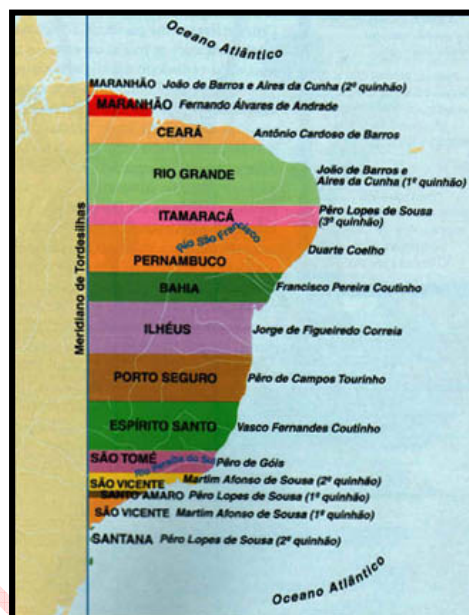 Oceano Atlântico
MARANHÃO João de Barros e Aires da Cunha (2º quinhão)
MARANHÃO Fernando Álvares de Andrade
CEARÁ Antônio Cardoso de Barros
RIO GRANDE João de Barros e
Aires da Cunha (1º quinhão)
ITAMARACÁ Pêro Lopes de Sousa
(3º quinhão)
Rio São Francisco
Duarte Coelho
PERNAMBUCO
BAHIA Francisco Pereira Coutinho
Meridiano de Tordesilhas
ILHÉUS Jorge de Figueiredo Correia
PORTO SEGURO Pêro de Campos Tourinho
ESPÍRITO SANTO Vasco Fernandes Coutinho
SÃO TOMÉ Rio Paraíba do Sul Pêro de Góis
SÃO VICENTE Martim Afonso de Sousa (2º quinhão)
SANTO AMARO Pêro Lopes de Sousa (1º quinhão)
SÃO VICENTE Martim Afonso de Sousa (1º quinhão)
SANTANA Pêro Lopes de Sousa (2º quinhão)
Oceano Atlântico